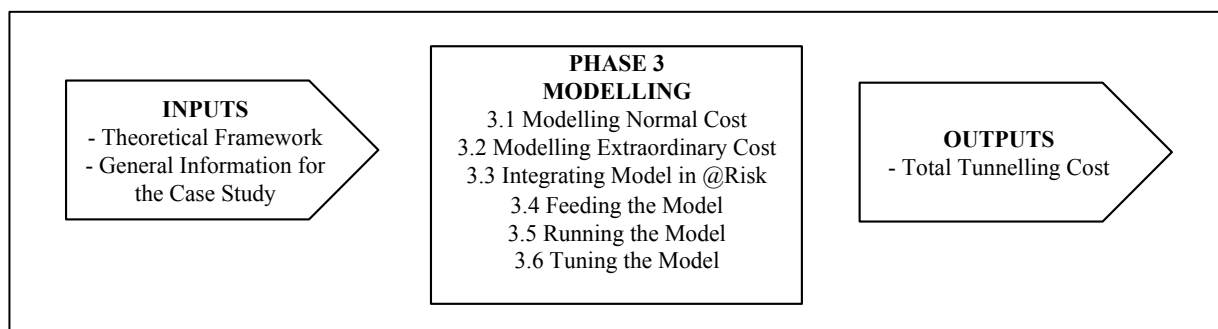 INPUTS
- Theoretical Framework
- General Information for
the Case Study
PHASE 3
MODELLING
3.1 Modelling Normal Cost
3.2 Modelling Extraordinary Cost
3.3 Integrating Model in @Risk
3.4 Feeding the Model
3.5 Running the Model
3.6 Tuning the Model
OUTPUTS
- Total Tunnelling Cost